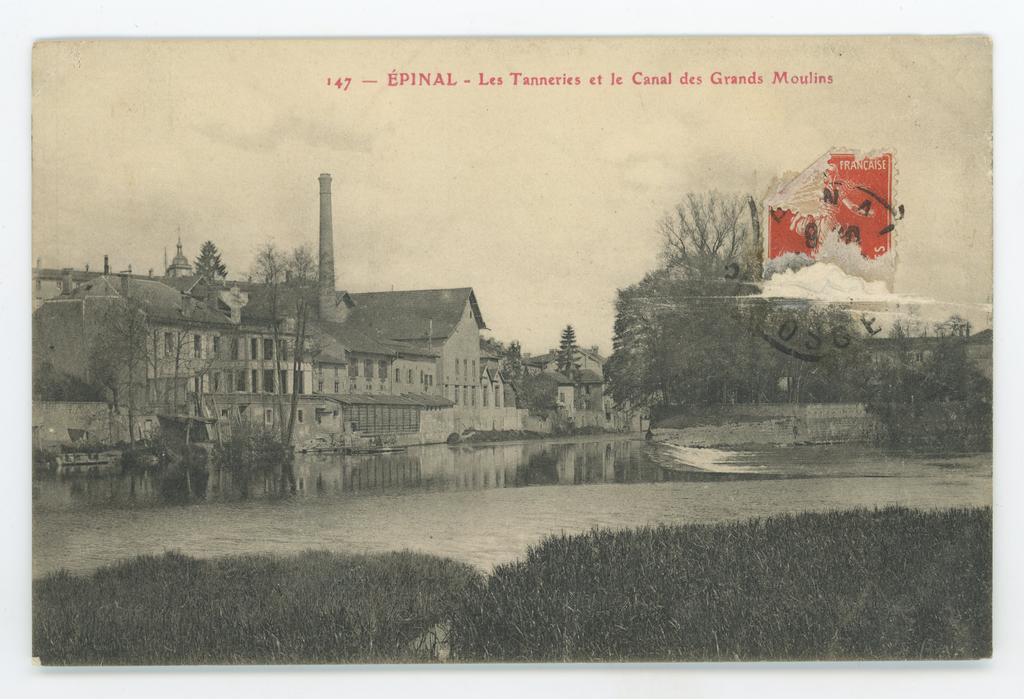 147 — ÉPINAL - Les Tanneries et le Canal des Grands Moulins
FRANÇAISE